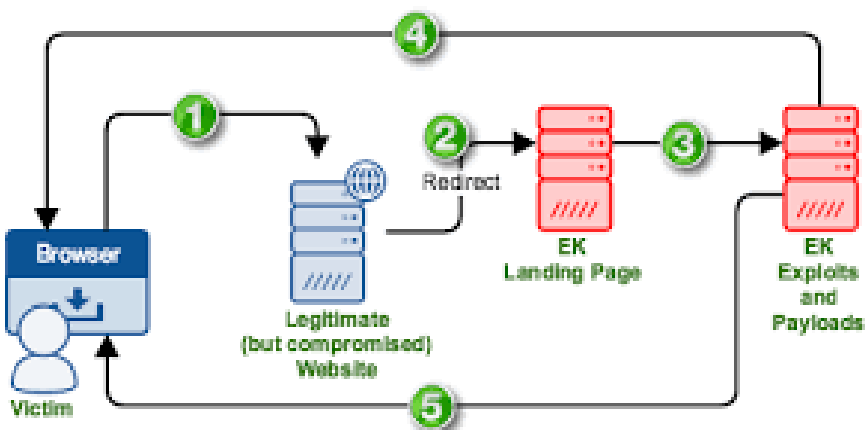 4
1
2
3
Redirect
Browser
EK
Landing Page
EK
Exploits
and
Payloads
Legitimate
(but compromised)
Website
Victim
5